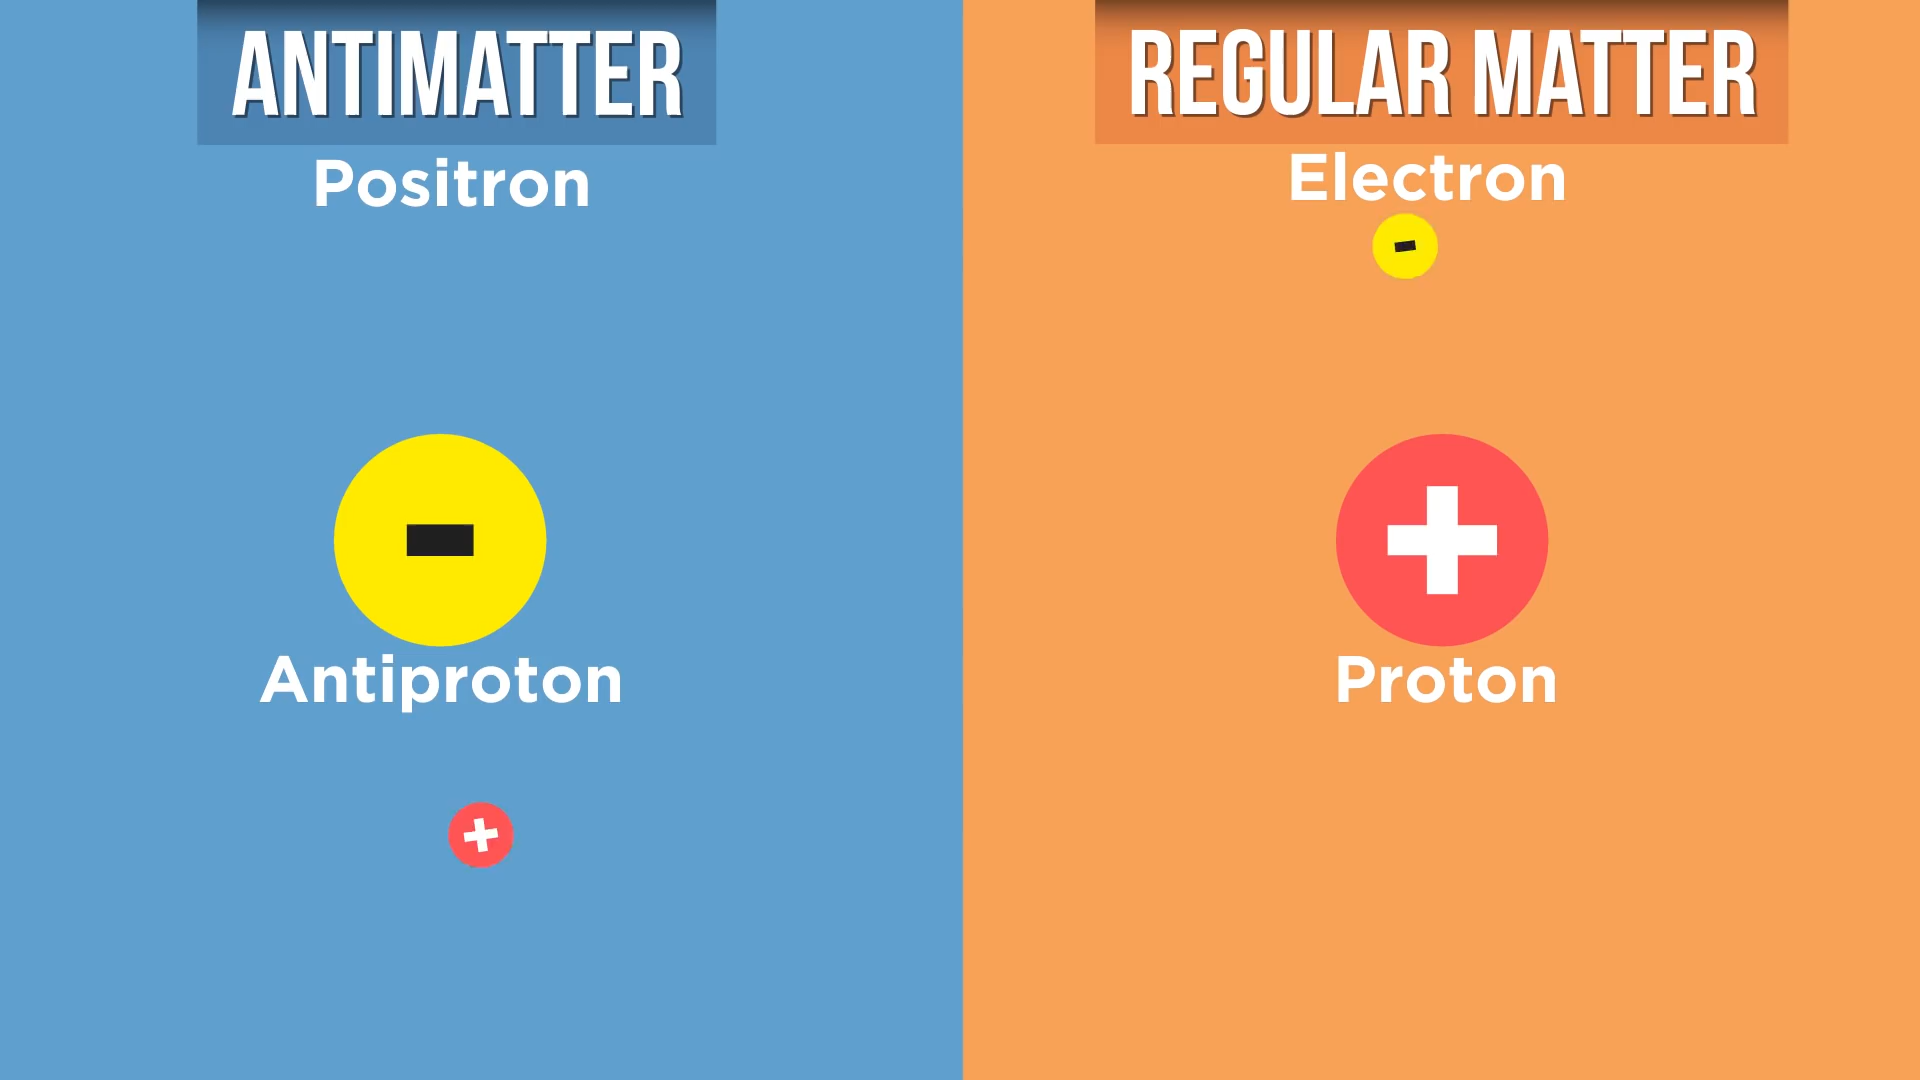 ANTIMATTER
Positron
-
Antiproton
+
REGULAR MATTER
Electron
-
+
Proton